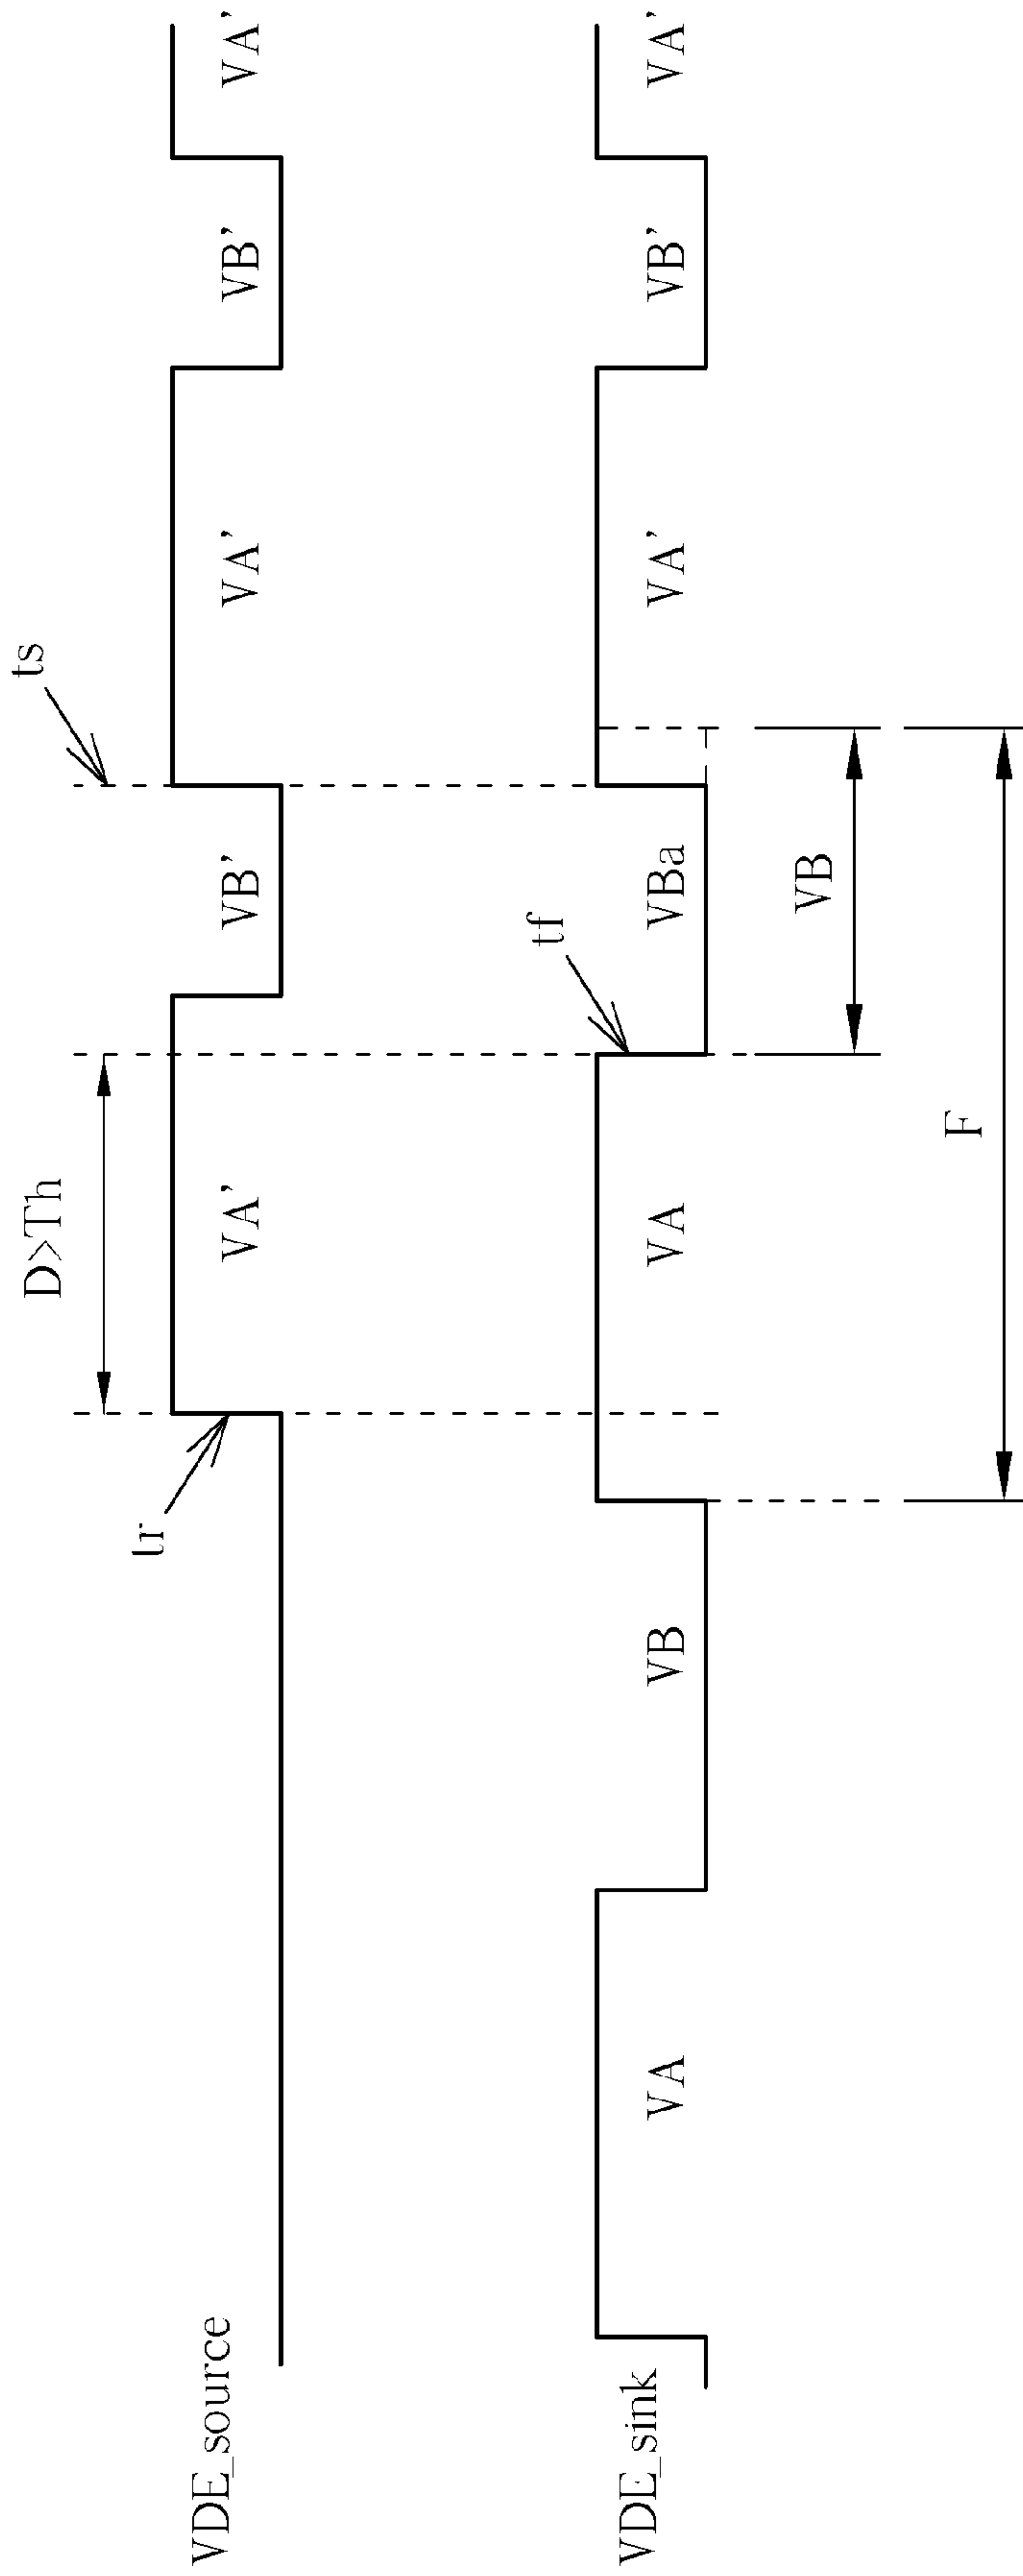 ts
D>Th
tr
VDE_source
VA'
VB'
VA'
VB'
VA'
tf
VDE_sink
VA
VB
VA
VBa
VA'
VB'
VA'
VB
F